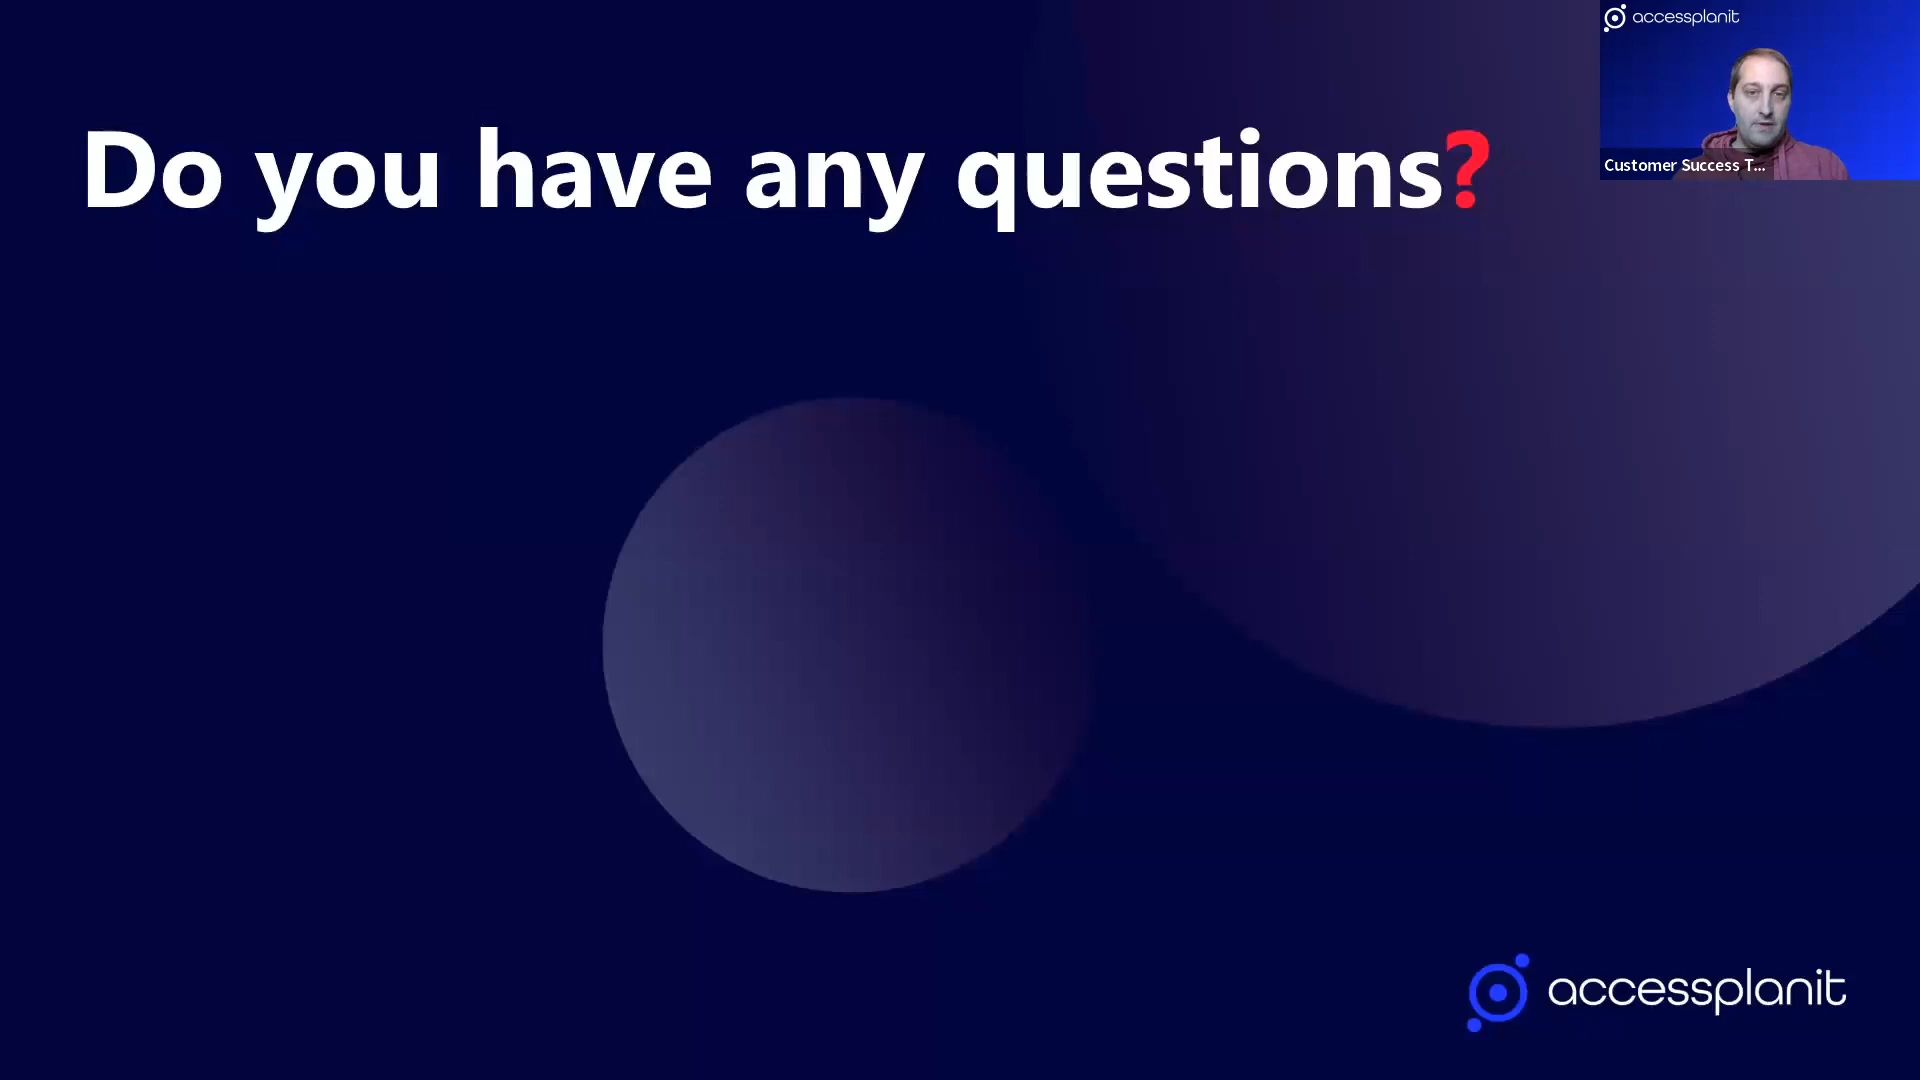 accessplanit
Do you have any questions?
Customer Success T...
accessplanit